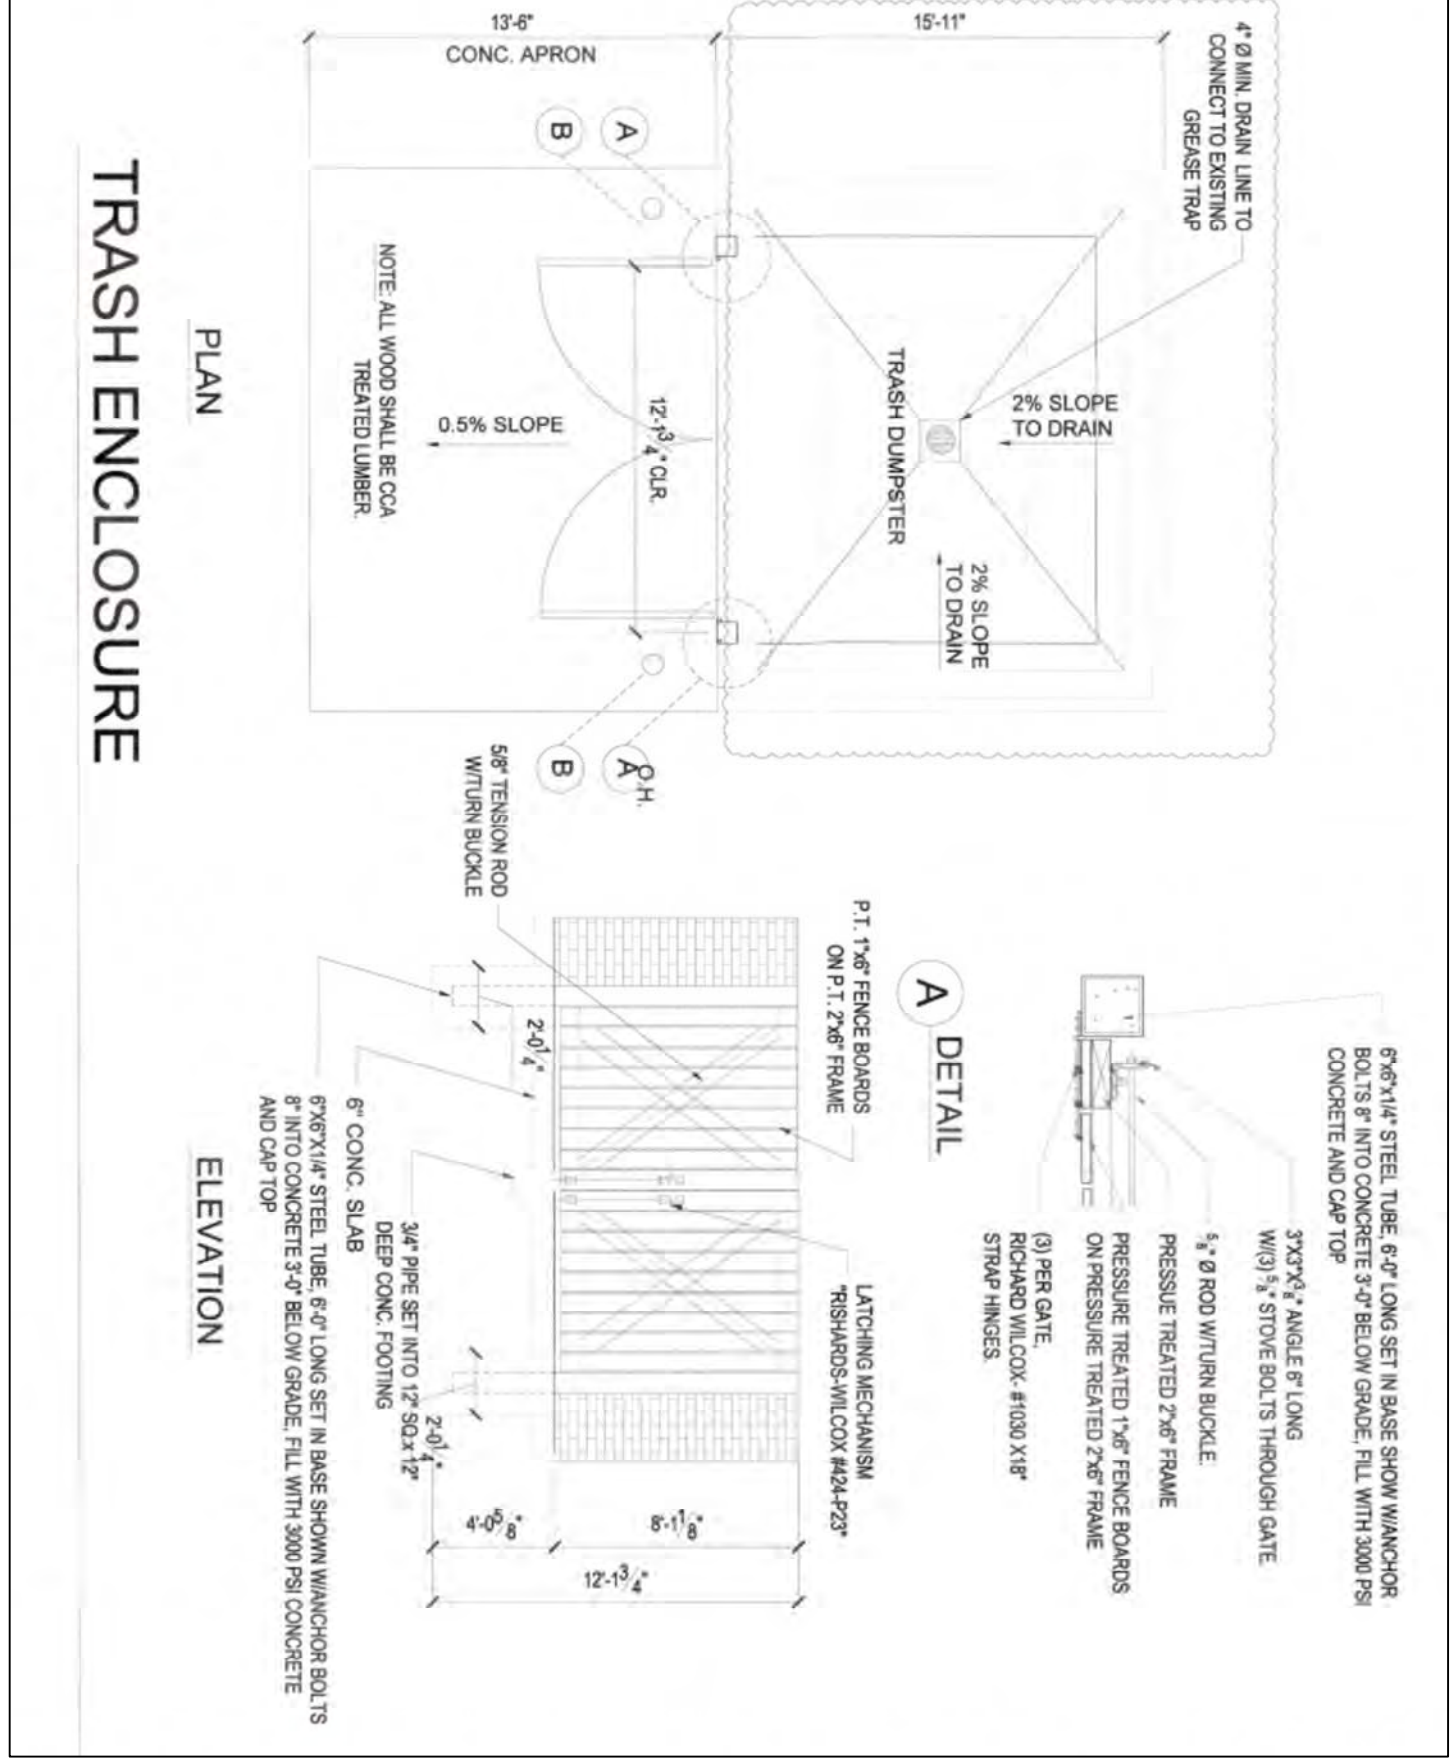 4" Ø MIN. DRAIN LINE TO
CONNECT TO EXISTING
GREASE TRAP
15'-11"
13'-6"
CONC. APRON
A
B
2% SLOPE
TO DRAIN
2% SLOPE
TO DRAIN
TRASH DUMPSTER
12'-1 3/4" CLR.
0.5% SLOPE
NOTE: ALL WOOD SHALL BE CCA
TREATED LUMBER.
O.H.
A
B
PLAN
TRASH ENCLOSURE
6"x6"x1/4" STEEL TUBE, 6'-0" LONG SET IN BASE SHOW W/ANCHOR
BOLTS 8" INTO CONCRETE 3'-0" BELOW GRADE, FILL WITH 3000 PSI
CONCRETE AND CAP TOP
3"X3"X3/8" ANGLE 6" LONG
W/(3) 5/8" STOVE BOLTS THROUGH GATE
5/8" Ø ROD W/TURN BUCKLE.
PRESSUE TREATED 2"x6" FRAME
PRESSURE TREATED 1"x6" FENCE BOARDS
ON PRESSURE TREATED 2"x6" FRAME
(3) PER GATE,
RICHARD WILCOX- #1030 X18"
STRAP HINGES.
A DETAIL
P.T. 1"x6" FENCE BOARDS
ON P.T. 2"x6" FRAME
LATCHING MECHANISM
"RISHARDS-WILCOX #424-P23"
5/8" TENSION ROD
W/TURN BUCKLE
8'-1 1/8"
4'-0 5/8"
12'-1 3/4"
2'-0 1/4"
2'-0 1/4"
3/4" PIPE SET INTO 12" SQ.x 12"
DEEP CONC. FOOTING
6" CONC. SLAB
6"X6"X1/4" STEEL TUBE, 6'-0" LONG SET IN BASE SHOWN W/ANCHOR BOLTS
8" INTO CONCRETE 3'-0" BELOW GRADE, FILL WITH 3000 PSI CONCRETE
AND CAP TOP
ELEVATION